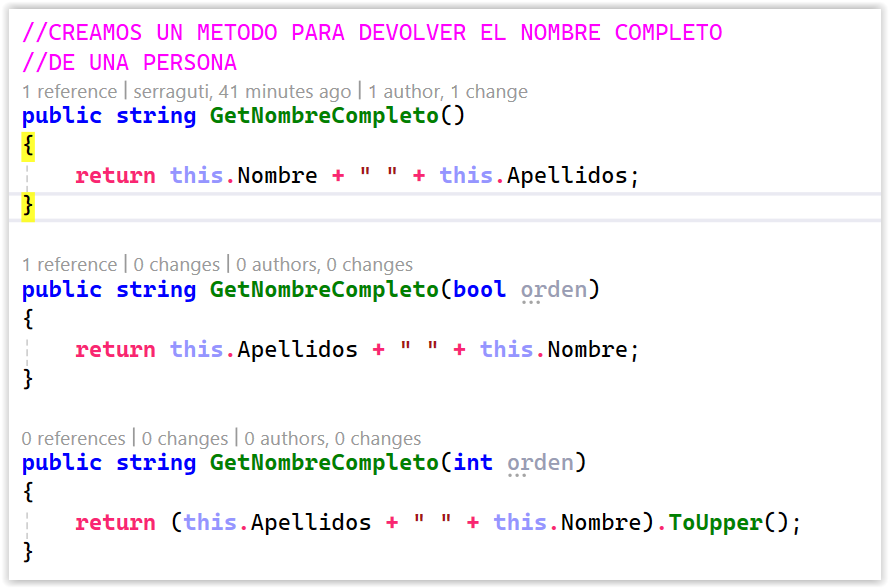 //CREAMOS UN METODO PARA DEVOLVER EL NOMBRE COMPLETO
//DE UNA PERSONA
1 reference | serraguti, 41 minutes ago | 1 author, 1 change
public string GetNombreCompleto()
{
    return this.Nombre + " " + this.Apellidos;
}
1 reference | 0 changes | 0 authors, 0 changes
public string GetNombreCompleto(bool orden)
{
    return this.Apellidos + " " + this.Nombre;
}
0 references | 0 changes | 0 authors, 0 changes
public string GetNombreCompleto(int orden)
{
    return (this.Apellidos + " " + this.Nombre).ToUpper();
}